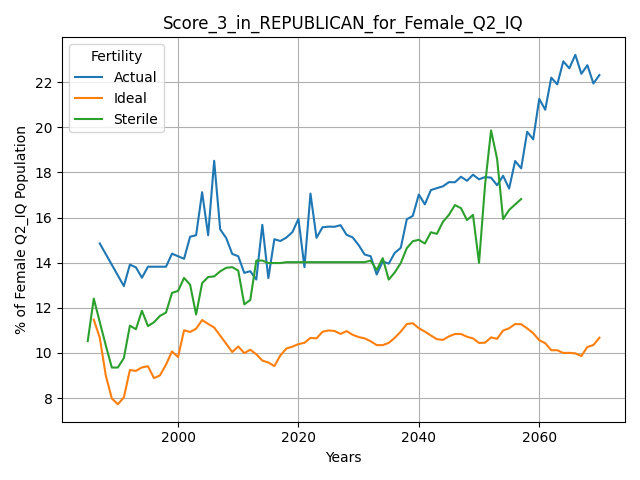 Score_3_in_REPUBLICAN_for_Female_Q2_IQ
Fertility
Actual
Ideal
Sterile
% of Female Q2_IQ Population
22
20
18
16
14
12
10
8
2000 2020 2040 2060
Years